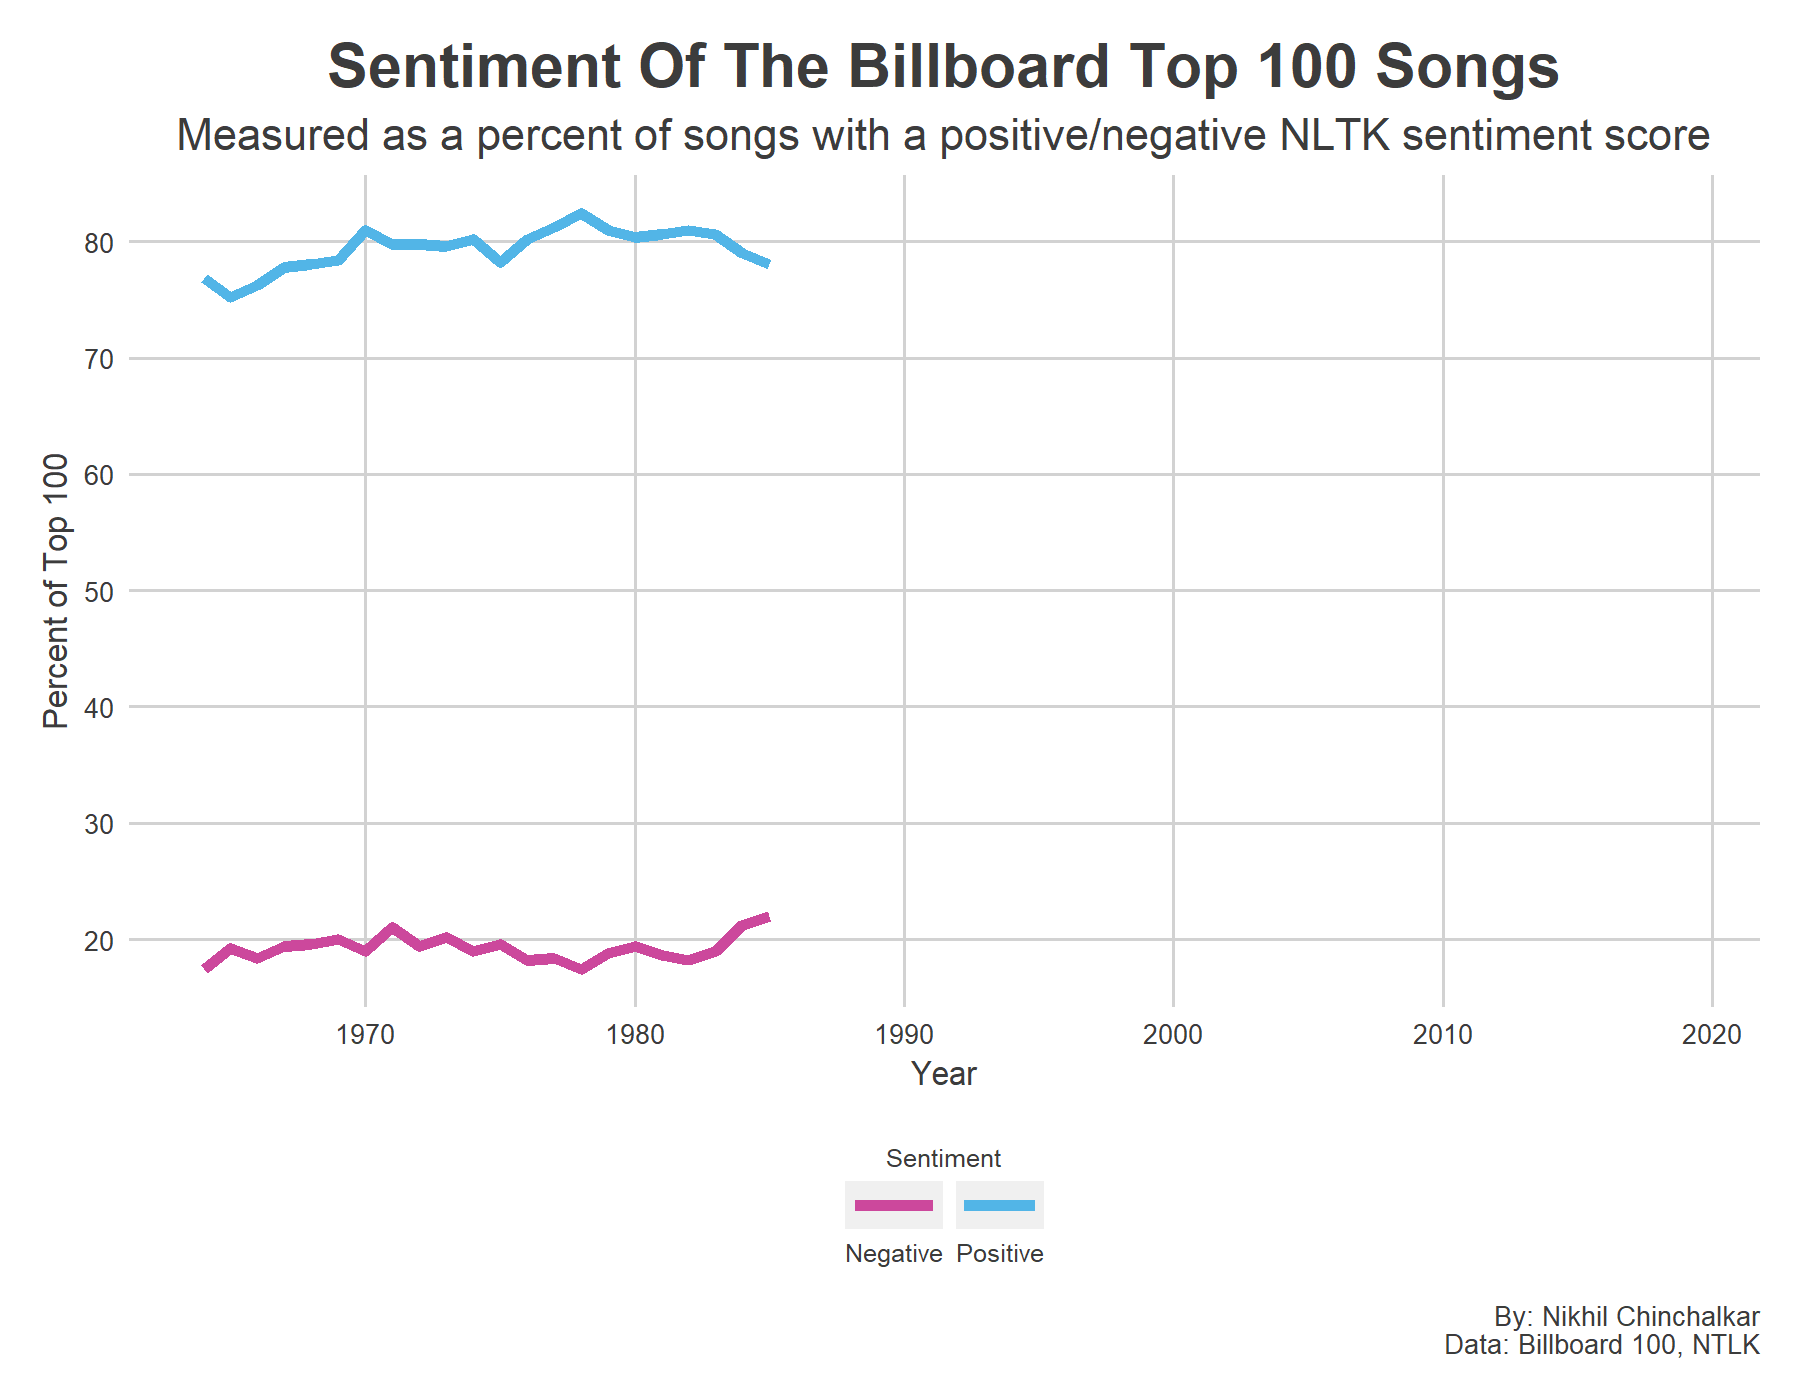 Sentiment Of The Billboard Top 100 Songs
Measured as a percent of songs with a positive/negative NLTK sentiment score
Percent of Top 100
80
70
60
50
40
30
20
1970 1980 1990 2000 2010 2020
Year
Sentiment
Negative Positive
By: Nikhil Chinchalkar
Data: Billboard 100, NTLK